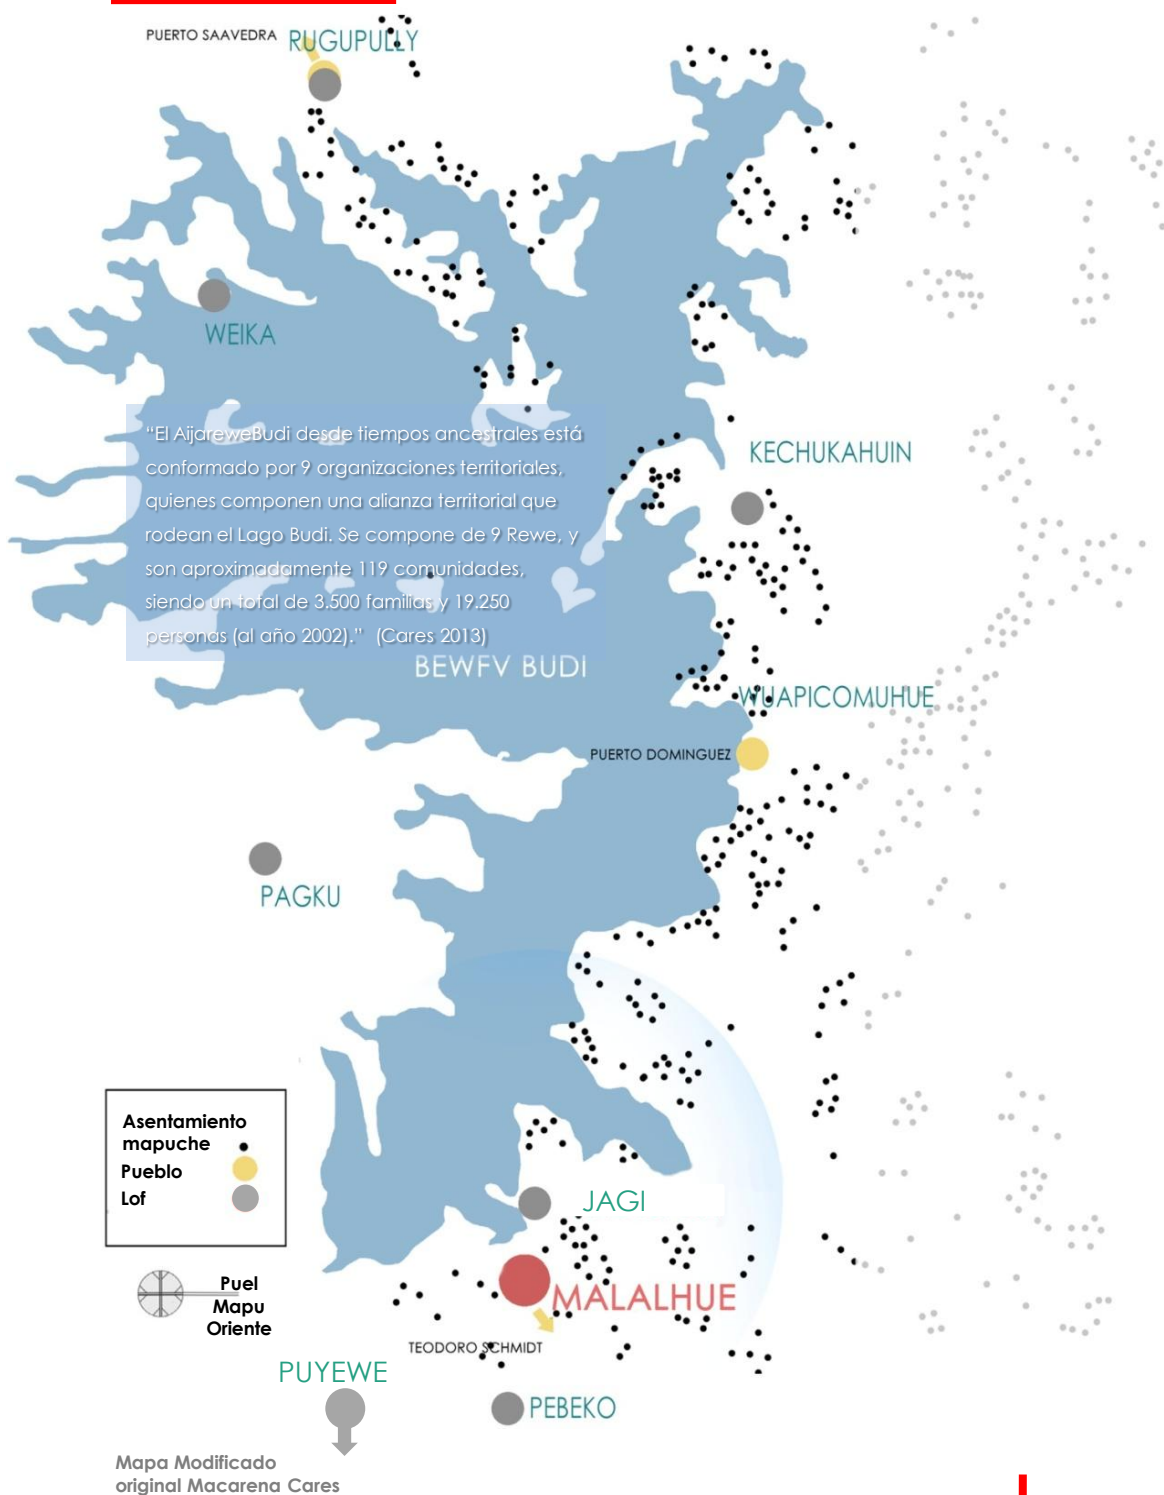 PUERTO SAAVEDRA RUGUPULLY
WEIKA
"El AijareweBudi desde tiempos ancestrales está
conformado por 9 organizaciones territoriales,
quienes componen una alianza territorial que
rodean el Lago Budi. Se compone de 9 Rewe, y
son aproximadamente 119 comunidades,
siendo un total de 3.500 familias y 19.250
personas (al año 2002)." (Cares 2013)
KECHUKAHUIN
BEWFV BUDI
WUAPICOMUHUE
PUERTO DOMINGUEZ
PAGKU
Asentamiento
mapuche
Pueblo
Lof
JAGI
Puel
Mapu
Oriente
MALALHUE
TEODORO SCHMIDT
PUYEWE
PEBEKO
Mapa Modificado
original Macarena Cares